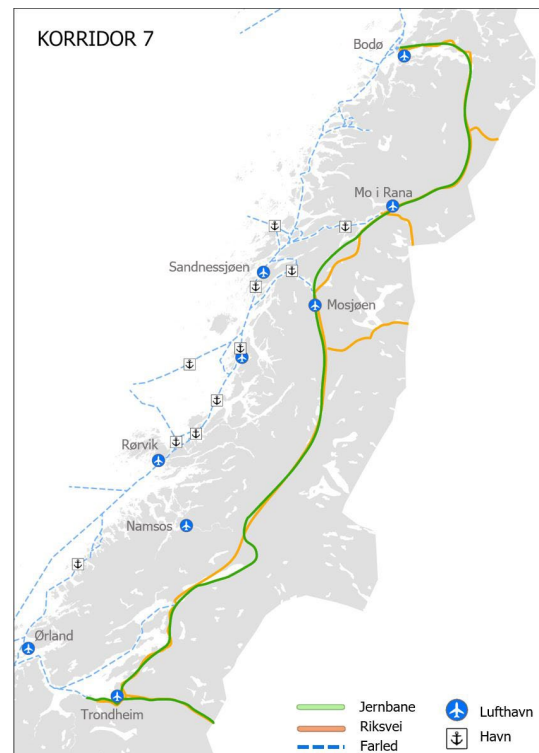 KORRIDOR 7
Bodø
Mo i Rana
Sandnessjøen
Mosjøen
Rørvik
Namsos
Ørland
Trondheim
Jernbane
Riksvei
Farled
Lufthavn
Havn